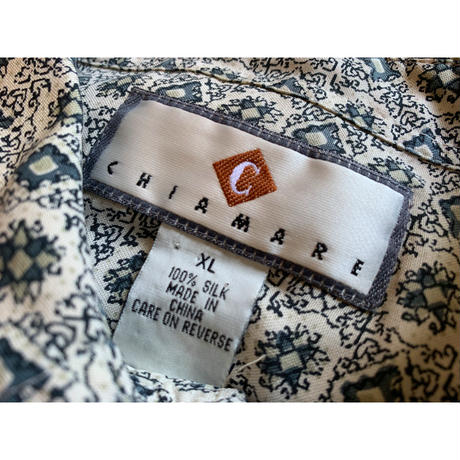 C
CHIAMARE
XL
100% SILK
MADE IN
CHINA
CARE ON REVERSE